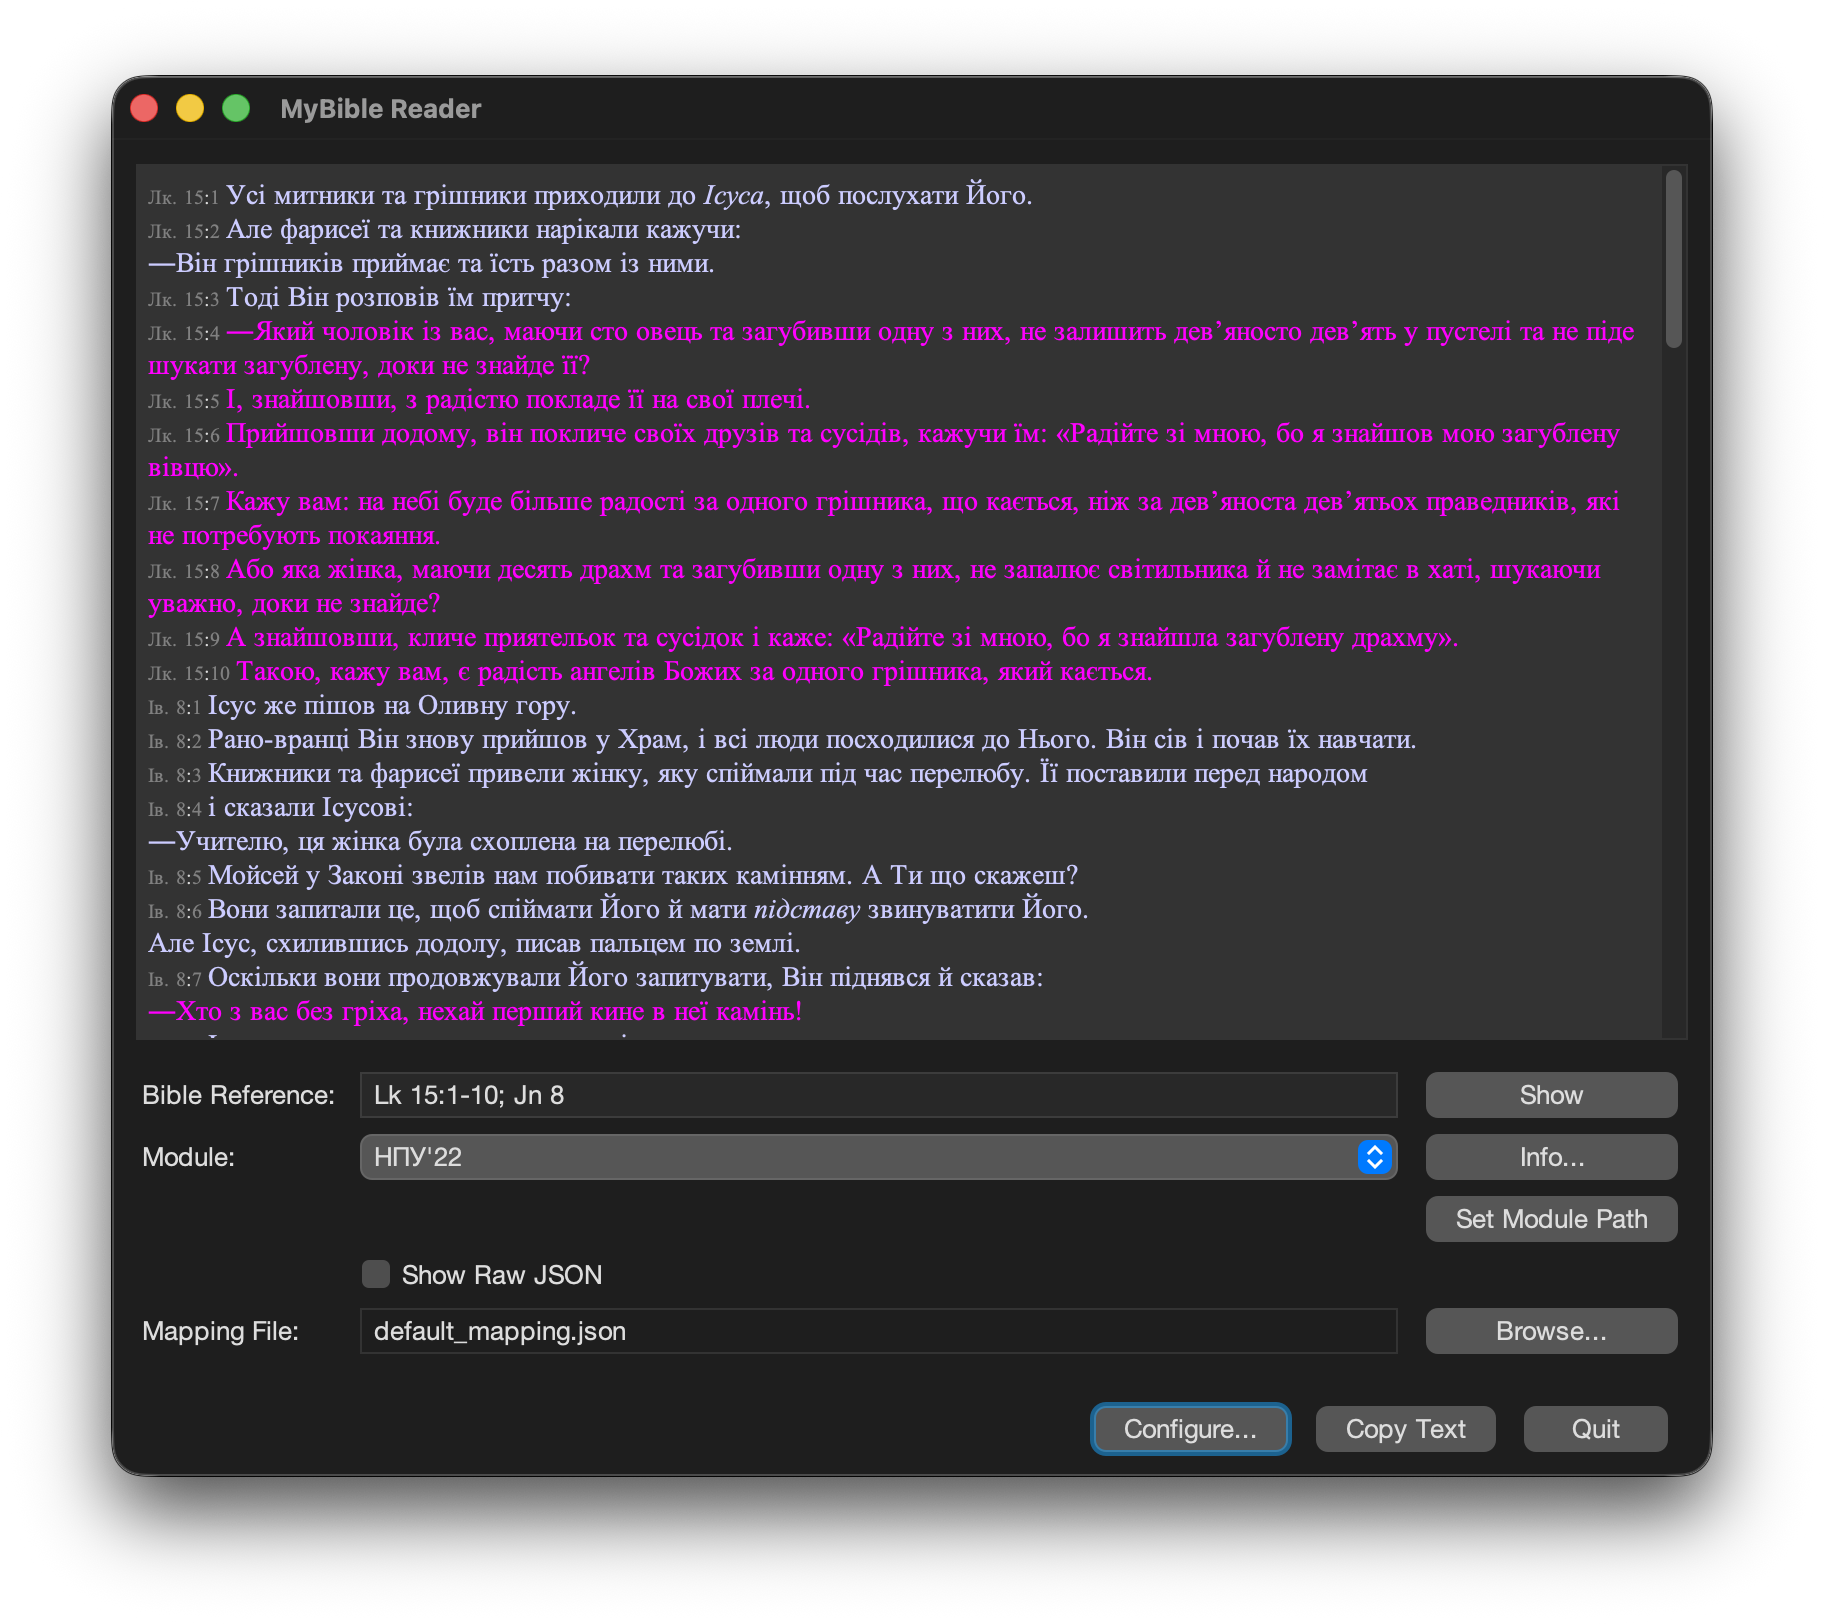 MyBible Reader
Лк. 15:1 Усі митники та грішники приходили до Ісуса, щоб послухати Його.
Лк. 15:2 Але фарисеї та книжники нарікали кажучи:
—Він грішників приймає та їсть разом із ними.
Лк. 15:3 Тоді Він розповів їм притчу:
Лк. 15:4 —Який чоловік із вас, маючи сто овець та загубивши одну з них, не залишить дев’яносто дев’ять у пустелі та не піде
шукати загублену, доки не знайде її?
Лк. 15:5 І, знайшовши, з радістю покладе її на свої плечі.
Лк. 15:6 Прийшовши додому, він покличе своїх друзів та сусідів, кажучи їм: «Радійте зі мною, бо я знайшов мою загублену
вівцю».
Лк. 15:7 Кажу вам: на небі буде більше радості за одного грішника, що кається, ніж за дев’яноста дев’ятьох праведників, які
не потребують покаяння.
Лк. 15:8 Або яка жінка, маючи десять драхм та загубивши одну з них, не запалює світильника й не замітає в хаті, шукаючи
уважно, доки не знайде?
Лк. 15:9 А знайшовши, кличе приятельок та сусідок і каже: «Радійте зі мною, бо я знайшла загублену драхму».
Лк. 15:10 Такою, кажу вам, є радість ангелів Божих за одного грішника, який кається.
Ів. 8:1 Ісус же пішов на Оливну гору.
Ів. 8:2 Рано-вранці Він знову прийшов у Храм, і всі люди посходилися до Нього. Він сів і почав їх навчати.
Ів. 8:3 Книжники та фарисеї привели жінку, яку спіймали під час перелюбу. Її поставили перед народом
Ів. 8:4 і сказали Ісусові:
—Учителю, ця жінка була схоплена на перелюбі.
Ів. 8:5 Мойсей у Законі звелів нам побивати таких камінням. А Ти що скажеш?
Ів. 8:6 Вони запитали це, щоб спіймати Його й мати підставу звинуватити Його.
Але Ісус, схилившись додолу, писав пальцем по землі.
Ів. 8:7 Оскільки вони продовжували Його запитувати, Він піднявся й сказав:
—Хто з вас без гріха, нехай перший кине в неї камінь!
Bible Reference: Lk 15:1-10; Jn 8 Show
Module: НПУ'22 Info...
Set Module Path
Show Raw JSON
Mapping File: default_mapping.json Browse...
Configure... Copy Text Quit